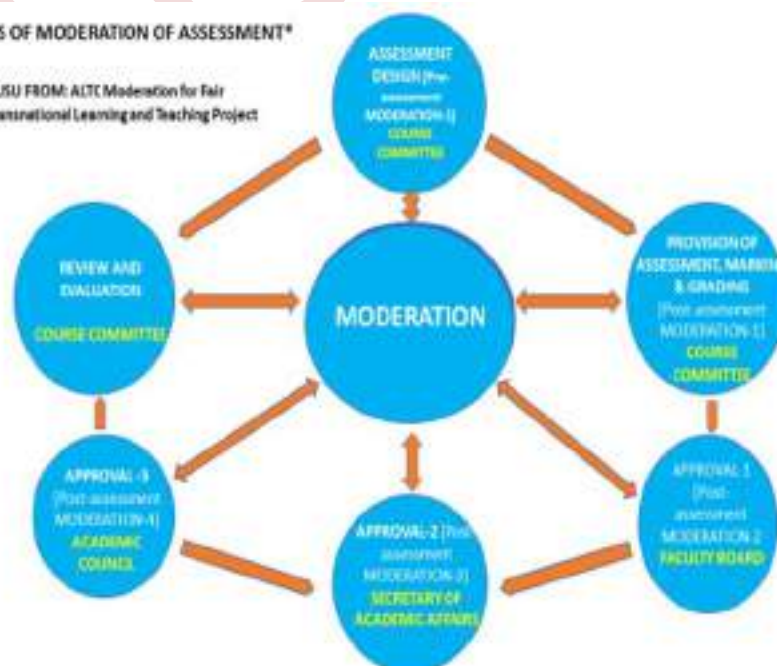 S OF MODERATION OF ASSESSMENT*
FROM: ALTC Moderation for Fair
ansnational Learning and Teaching Project
ASSESSMENT
DESIGN [Pre-
assessment
MODERATION-1]
COURSE
COMMITTEE
PROVISION OF
ASSESSMENT, MARKING
& GRADING
[Post-assessment
MODERATION-1]
COURSE
COMMITTEE
REVIEW AND
EVALUATION
COURSE COMMITTEE
MODERATION
APPROVAL -3
[Post-assessment
MODERATION-4]
ACADEMIC
COUNCIL
APPROVAL-2 [Post-
assessment
MODERATION-3]
SECRETARY OF
ACADEMIC AFFAIRS
APPROVAL 1
[Post-
assessment
MODERATION-2
FACULTY BOARD